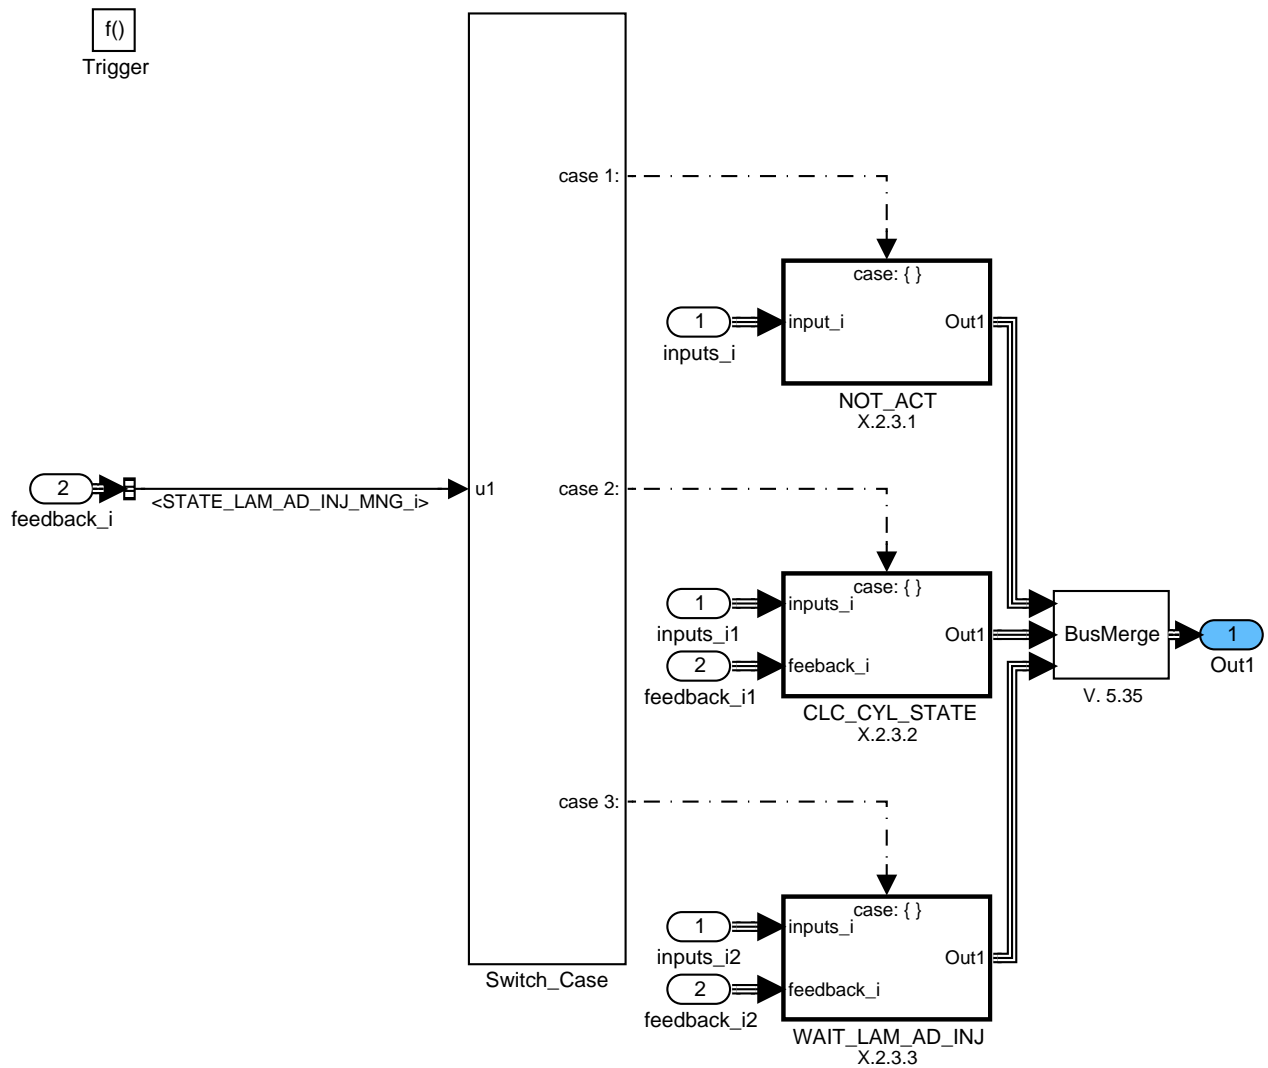 f()
Trigger
case 1:
case: { }
1
input_i
Out1
inputs_i
NOT_ACT
X.2.3.1
2
feedback_i
<STATE_LAM_AD_INJ_MNG_i>
u1
case 2:
case: { }
1
inputs_i
inputs_i1
Out1
2
feeback_i
feedback_i1
CLC_CYL_STATE
X.2.3.2
BusMerge
V. 5.35
1
Out1
case 3:
case: { }
1
inputs_i
inputs_i2
Out1
2
feedback_i
feedback_i2
WAIT_LAM_AD_INJ
X.2.3.3
Switch_Case